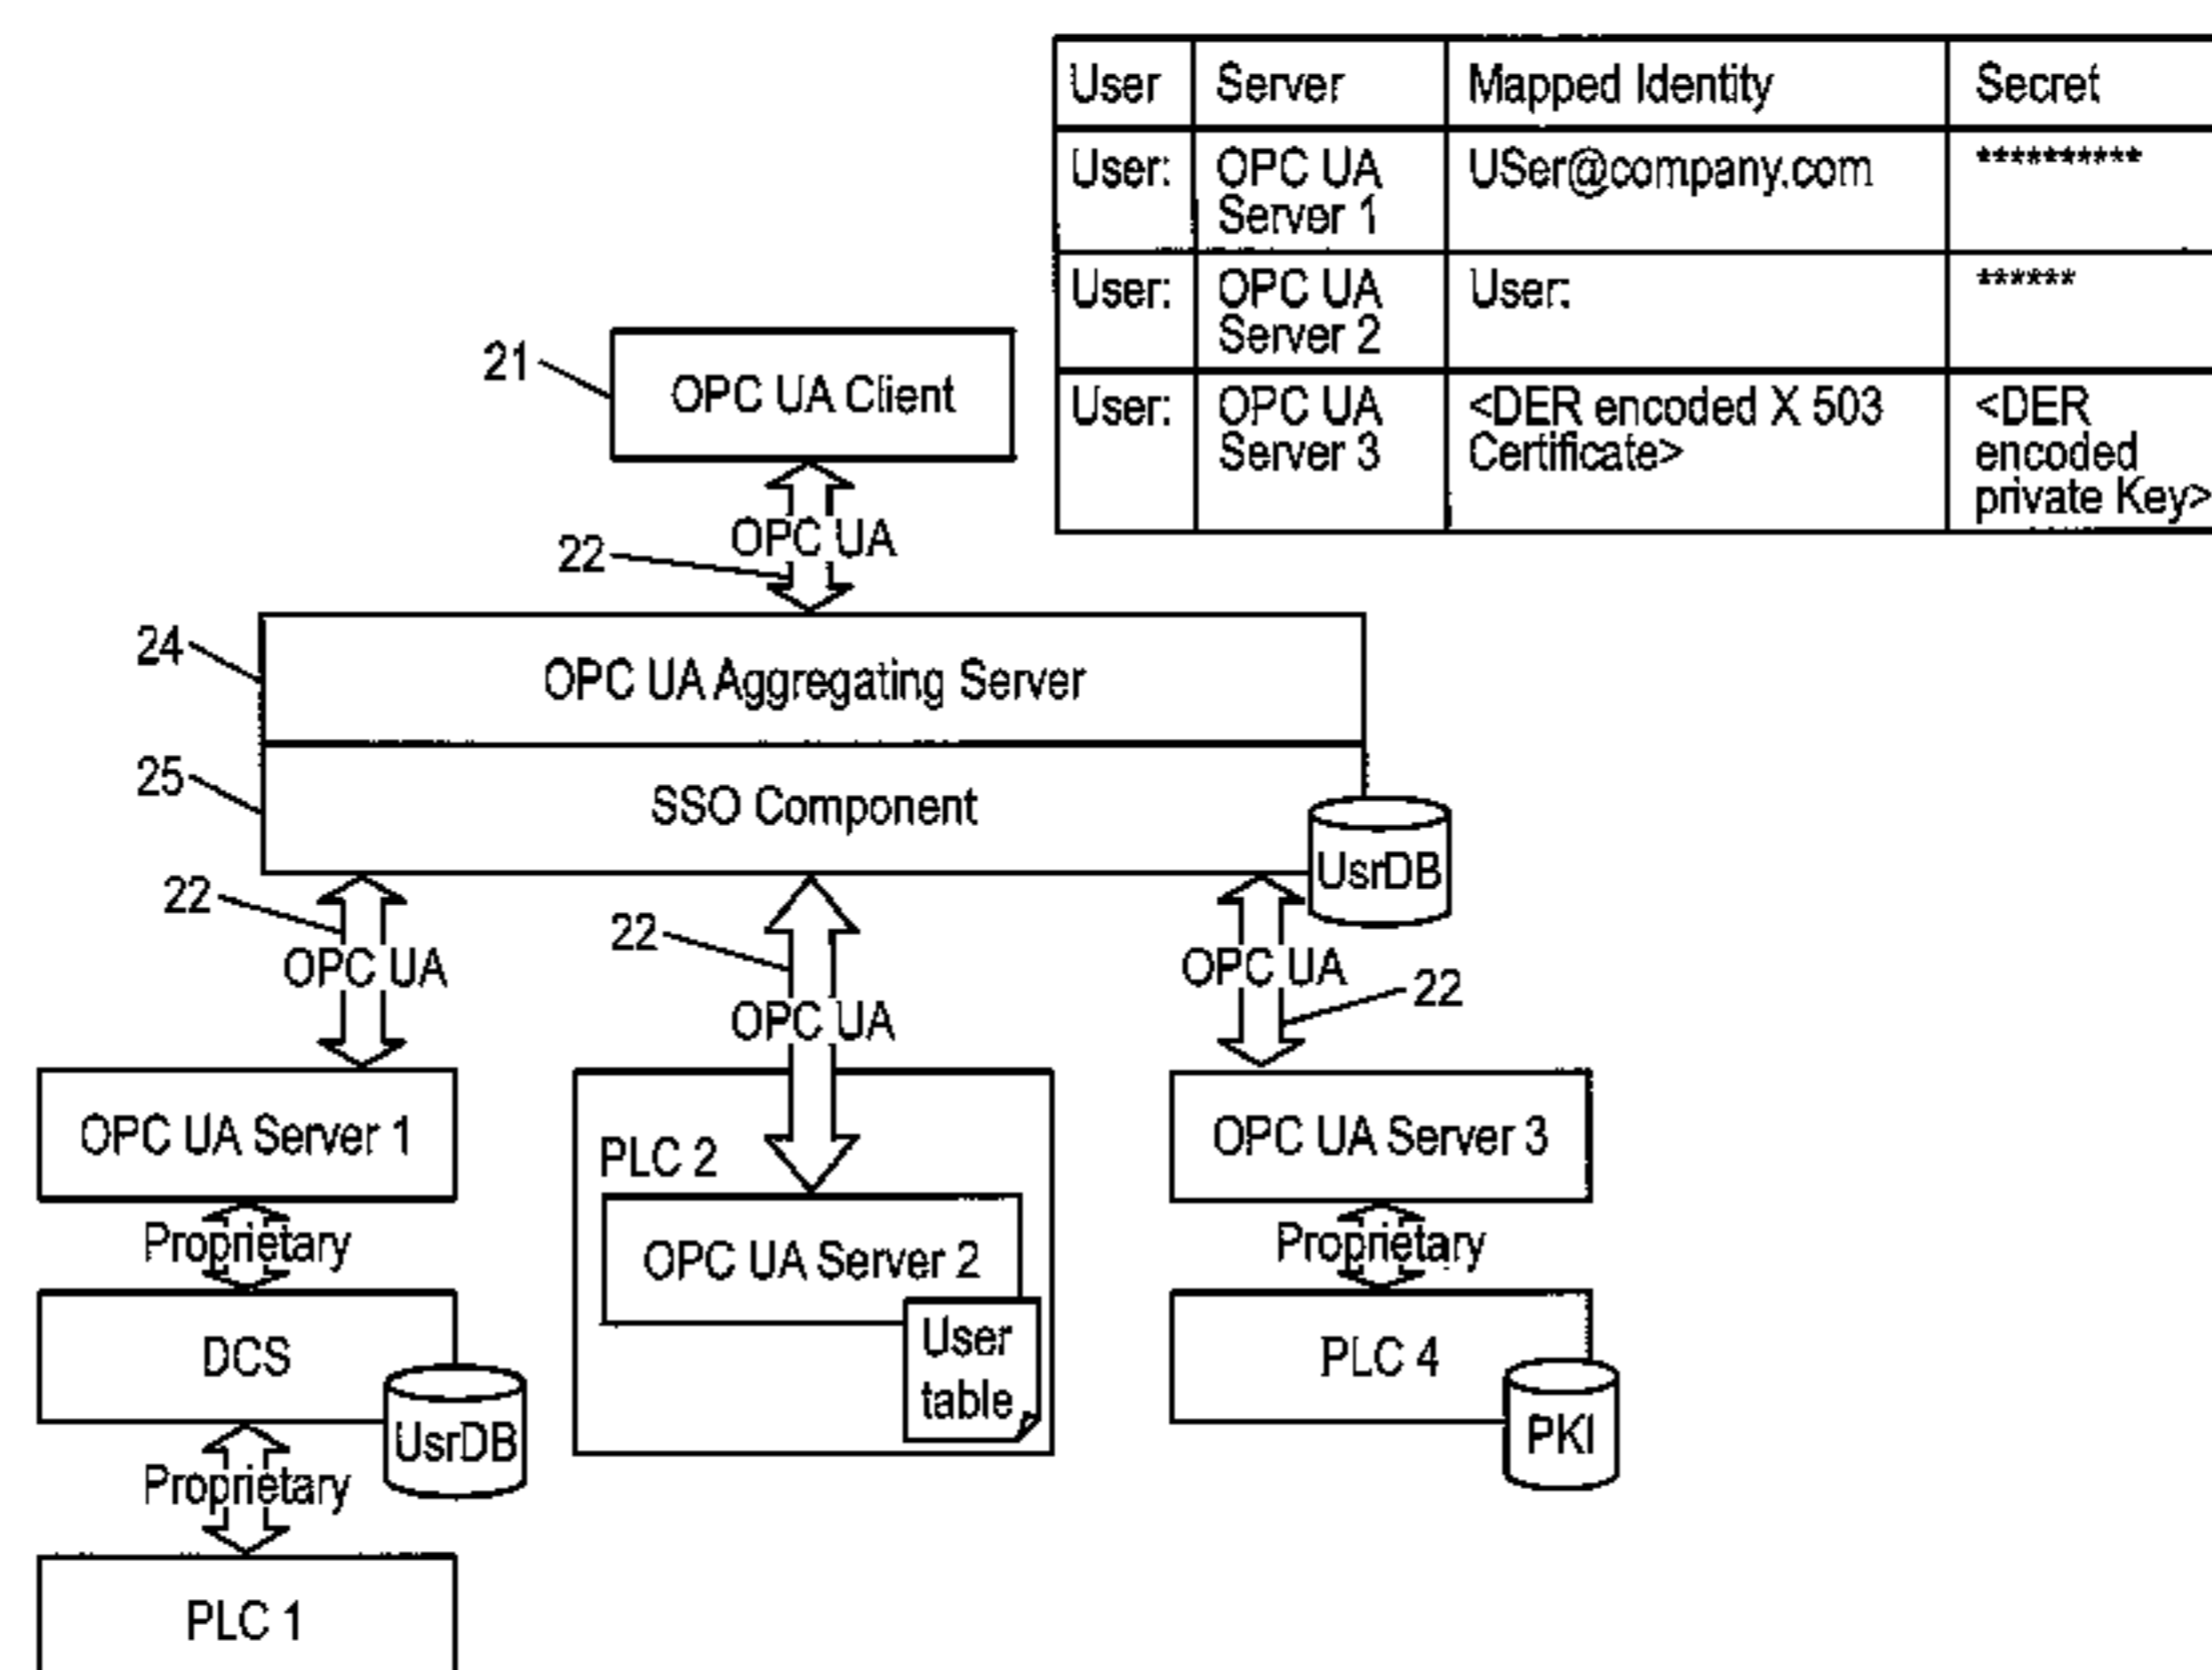 User Server Mapped Identity Secret
User: OPC UA Server 1 USer@company.com **********
User: OPC UA Server 2 User: ******
User: OPC UA Server 3 <DER encoded X 503 Certificate> <DER encoded private Key>
21
OPC UA Client
OPC UA
22
24
OPC UA Aggregating Server
25
SSO Component
UsrDB
22
OPC UA
22
OPC UA
OPC UA
22
OPC UA Server 1
PLC 2
OPC UA Server 2
User
table
OPC UA Server 3
Proprietary
Proprietary
DCS
UsrDB
PLC 4
PKI
Proprietary
PLC 1